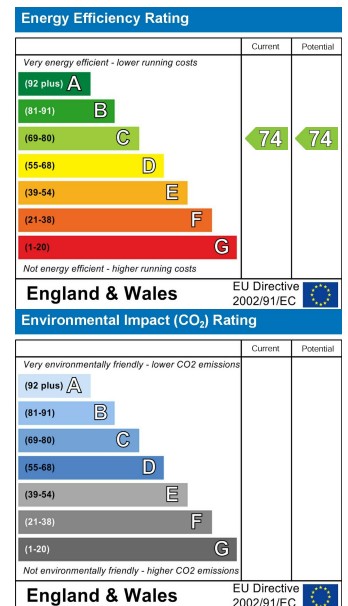 Energy Efficiency Rating
Current Potential
Very energy efficient - lower running costs
(92 plus) A
(81-91) B
(69-80) C 74 74
(55-68) D
(39-54) E
(21-38) F
(1-20) G
Not energy efficient - higher running costs
England & Wales
EU Directive
2002/91/EC
Environmental Impact (CO₂) Rating
Current Potential
Very environmentally friendly - lower CO2 emissions
(92 plus) A
(81-91) B
(69-80) C
(55-68) D
(39-54) E
(21-38) F
(1-20) G
Not environmentally friendly - higher CO2 emissions
England & Wales
EU Directive
2002/91/EC